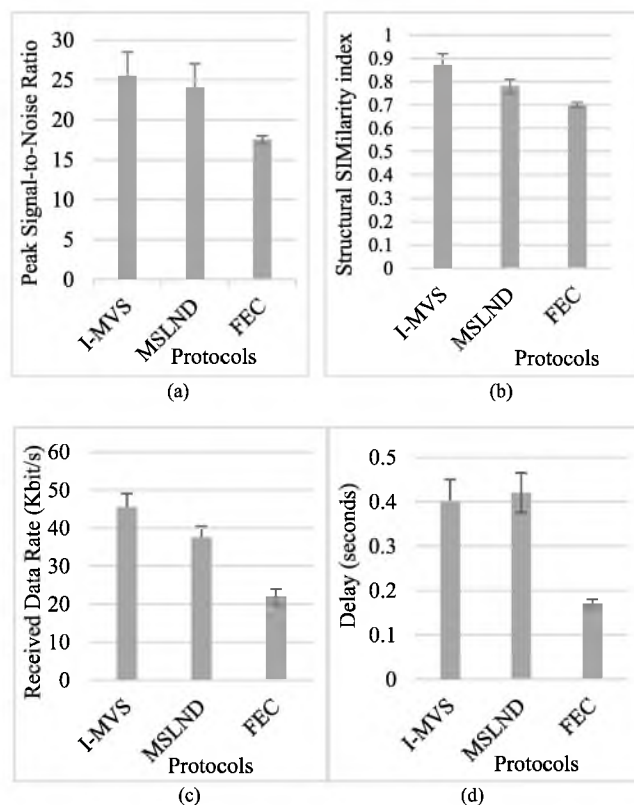 Peak Signal-to-Noise Ratio
30
25
20
15
10
5
0
I-MVS
MSLND
FEC
Protocols
(a)
Structural SIMilarity index
1
0.9
0.8
0.7
0.6
0.5
0.4
0.3
0.2
0.1
0
I-MVS
MSLND
FEC
Protocols
(b)
Received Data Rate (Kbit/s)
60
50
40
30
20
10
0
I-MVS
MSLND
FEC
Protocols
(c)
Delay (seconds)
0.5
0.4
0.3
0.2
0.1
0
I-MVS
MSLND
FEC
Protocols
(d)